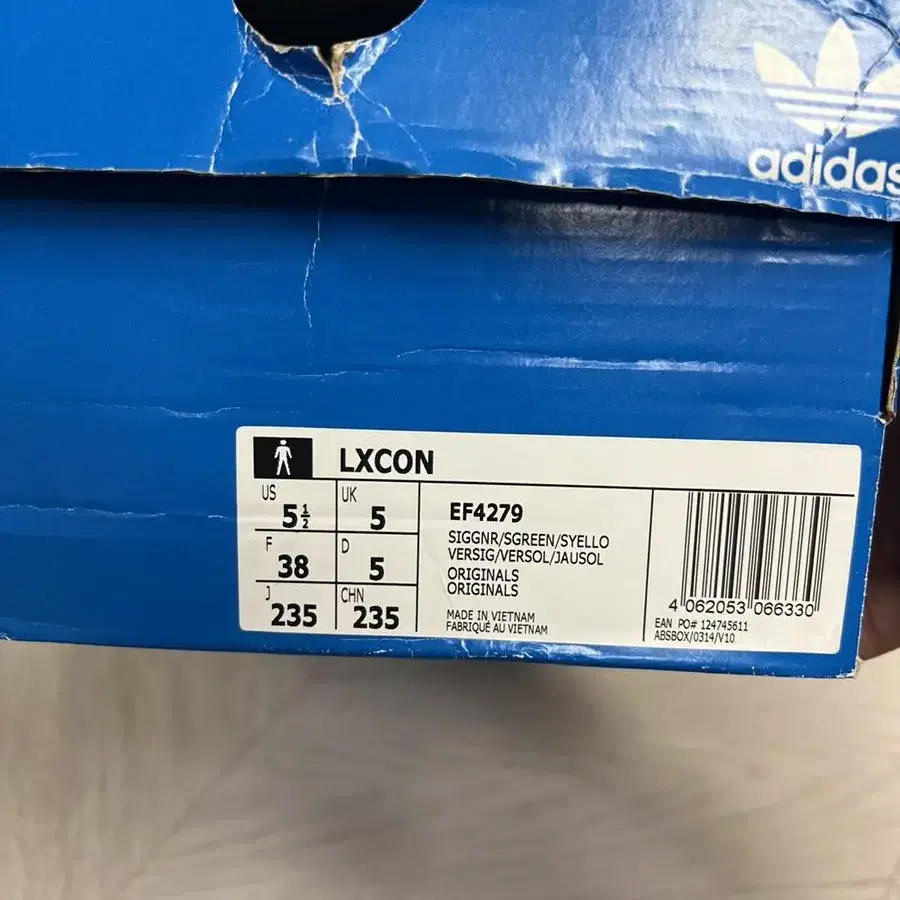 adidas
LXCON
US 5½ UK 5
F 38 D 5
J 235 CHN 235
EF4279
SIGGNR/SGREEN/SYELLO
VERSIG/VERSOL/JAUSOL
ORIGINALS
ORIGINALS
MADE IN VIETNAM
FABRIQUÉ AU VIETNAM
4 062053 066330
EAN PO# 124745611
ABSBOX/0314/V10